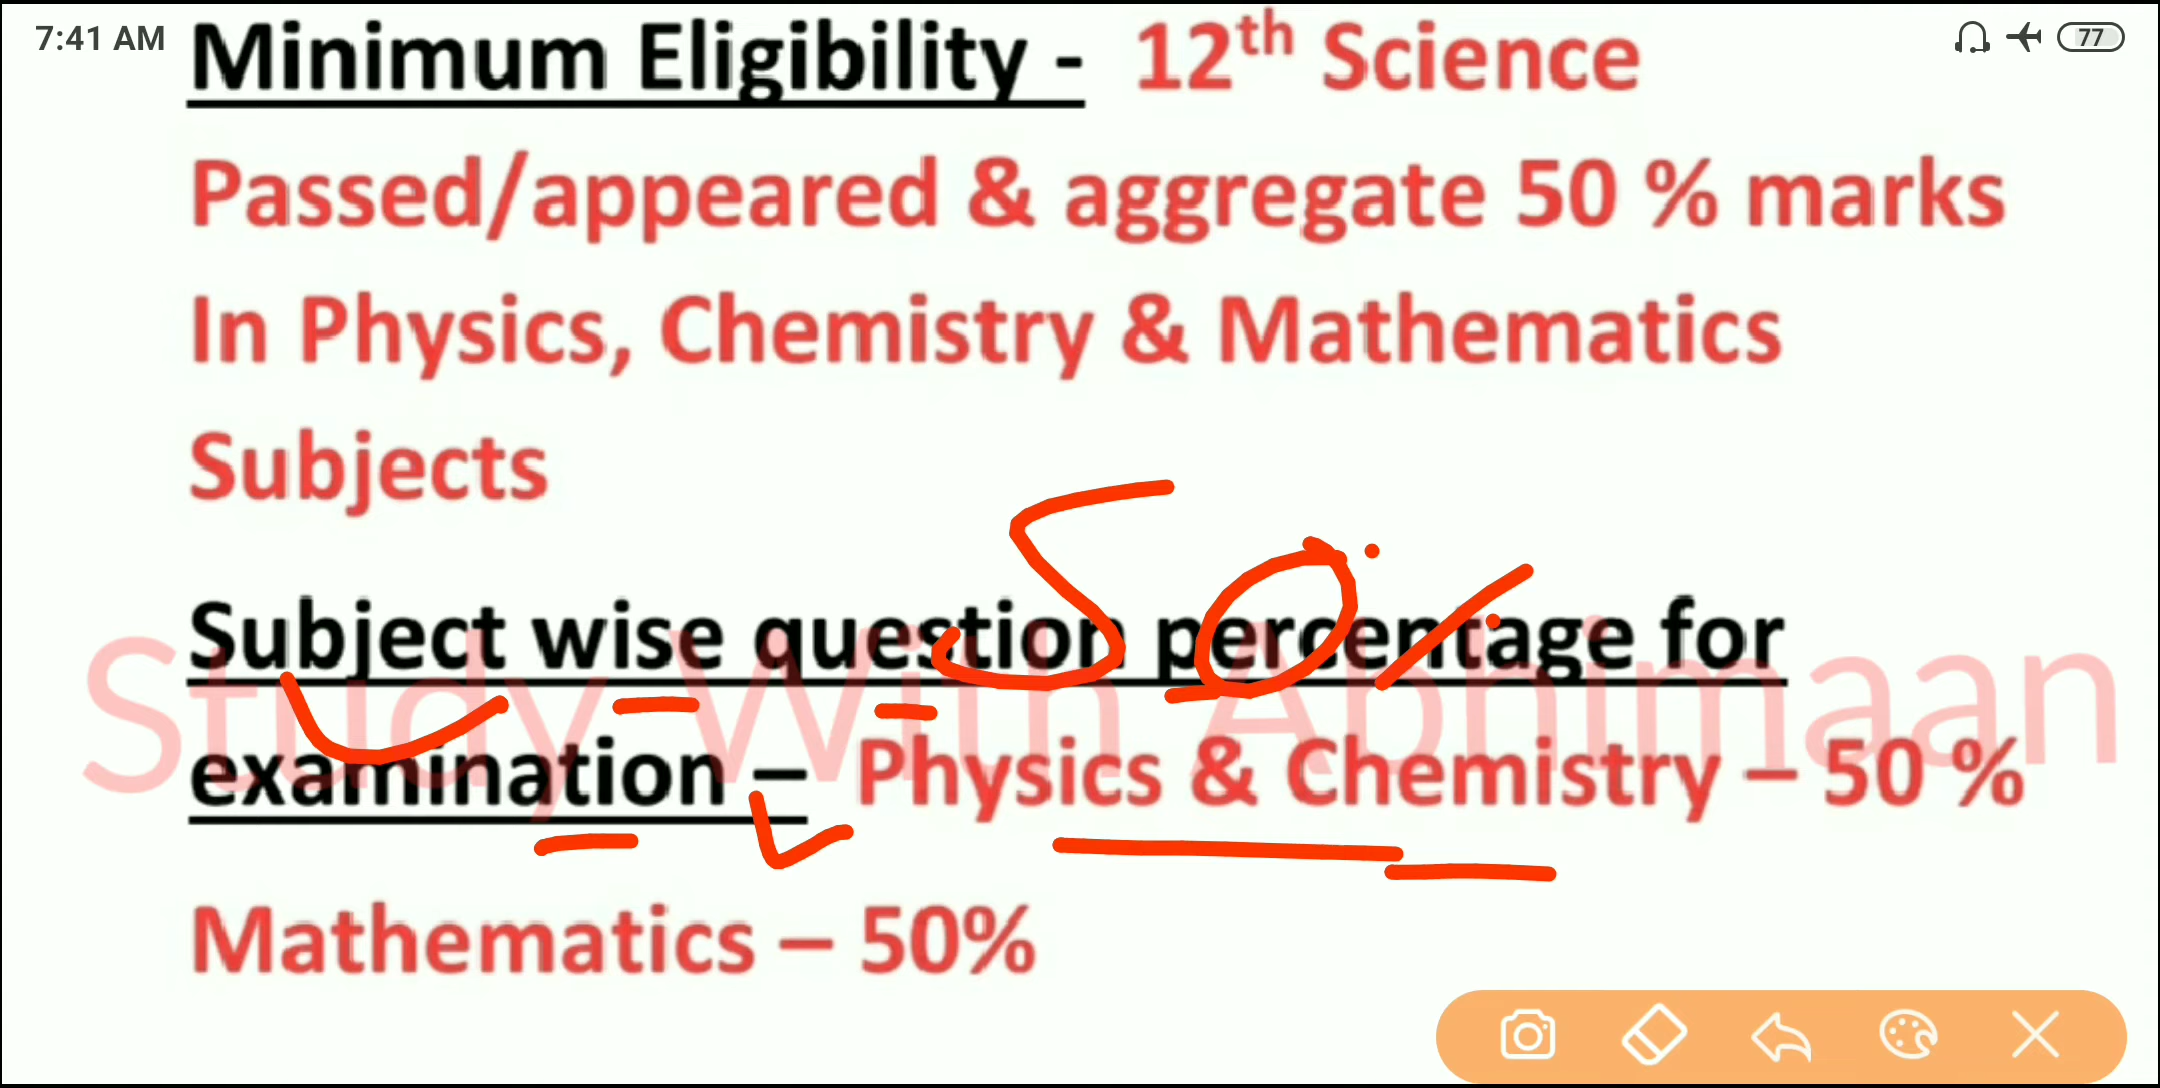 7:41 AM
77
Minimum Eligibility - 12th Science
Passed/appeared & aggregate 50 % marks
In Physics, Chemistry & Mathematics
Subjects
50%
Subject wise question percentage for
Study With Abhimaan
examination – Physics & Chemistry – 50 %
Mathematics – 50%